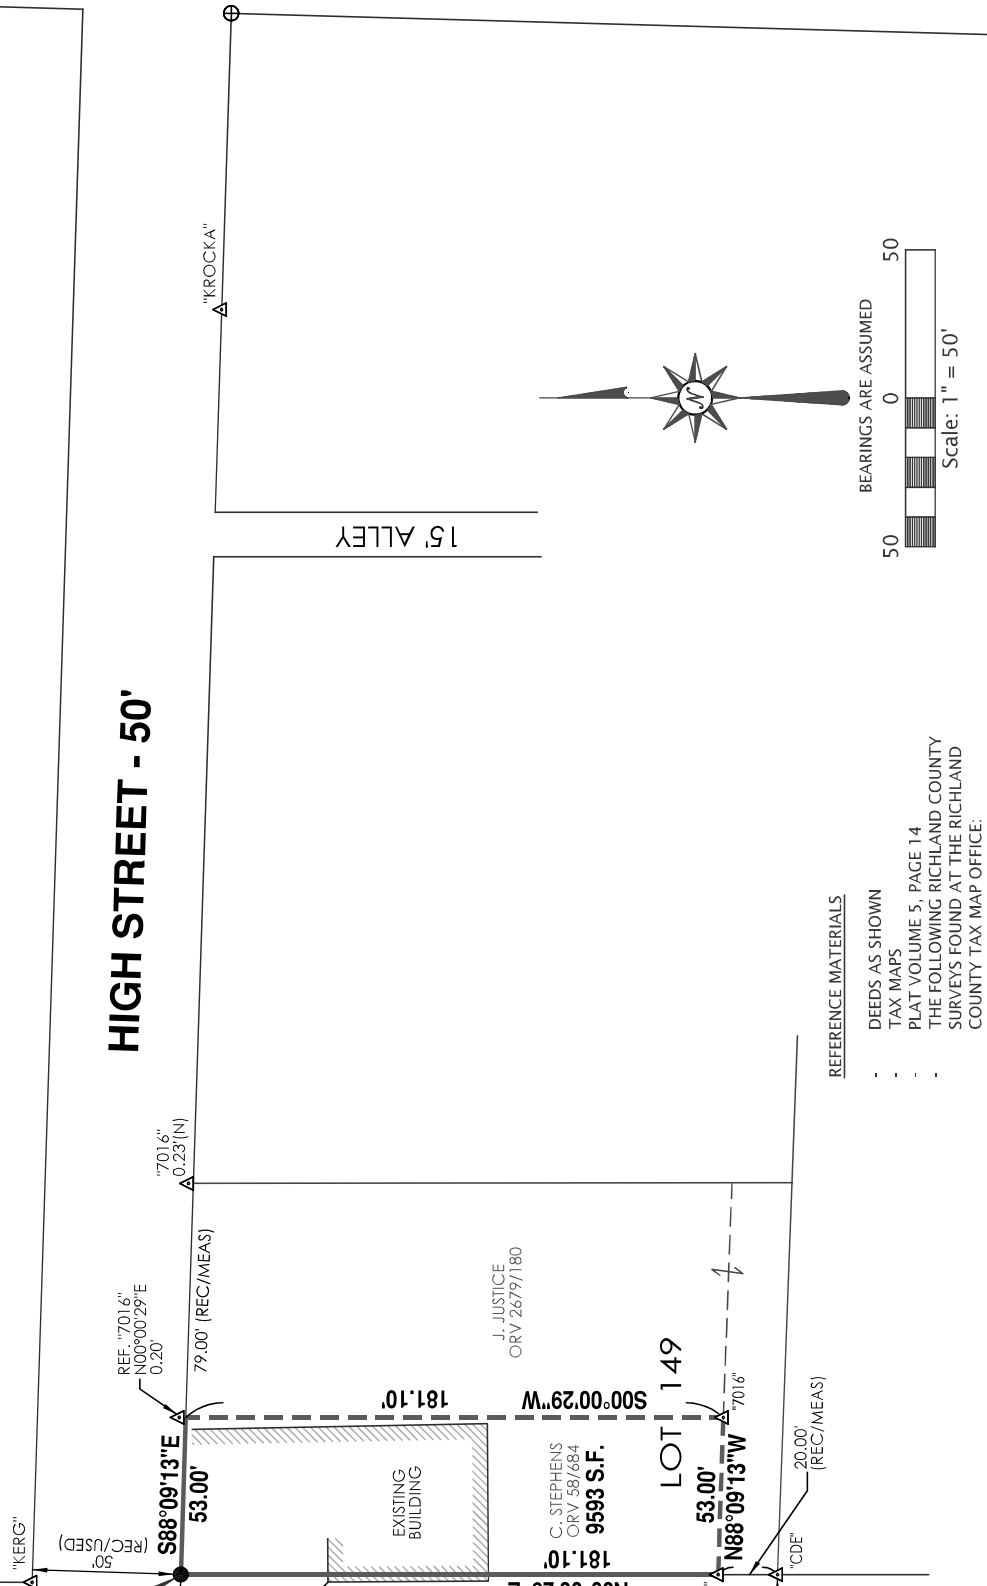 "KROCKA"
15' ALLEY
BEARINGS ARE ASSUMED
50 0 50
Scale: 1" = 50'
HIGH STREET - 50'
REFERENCE MATERIALS
- DEEDS AS SHOWN
- TAX MAPS
- PLAT VOLUME 5, PAGE 14
- THE FOLLOWING RICHLAND COUNTY
SURVEYS FOUND AT THE RICHLAND
COUNTY TAX MAP OFFICE:
"7016"
0.23'(N)
79.00' (REC/MEAS)
REF. "7016"
N00°00'29"E
0.20'
J. JUSTICE
ORV 2679/180
181.10'
S00°00'29"W
LOT 149
"7016"
S88°09'13"E
53.00'
EXISTING
BUILDING
C. STEPHENS
ORV 58/684
9593 S.F.
53.00'
N88°09'13"W
20.00'
(REC/MEAS)
"KERG"
50'
(REC/USED)
181.10'
"CDE"
N